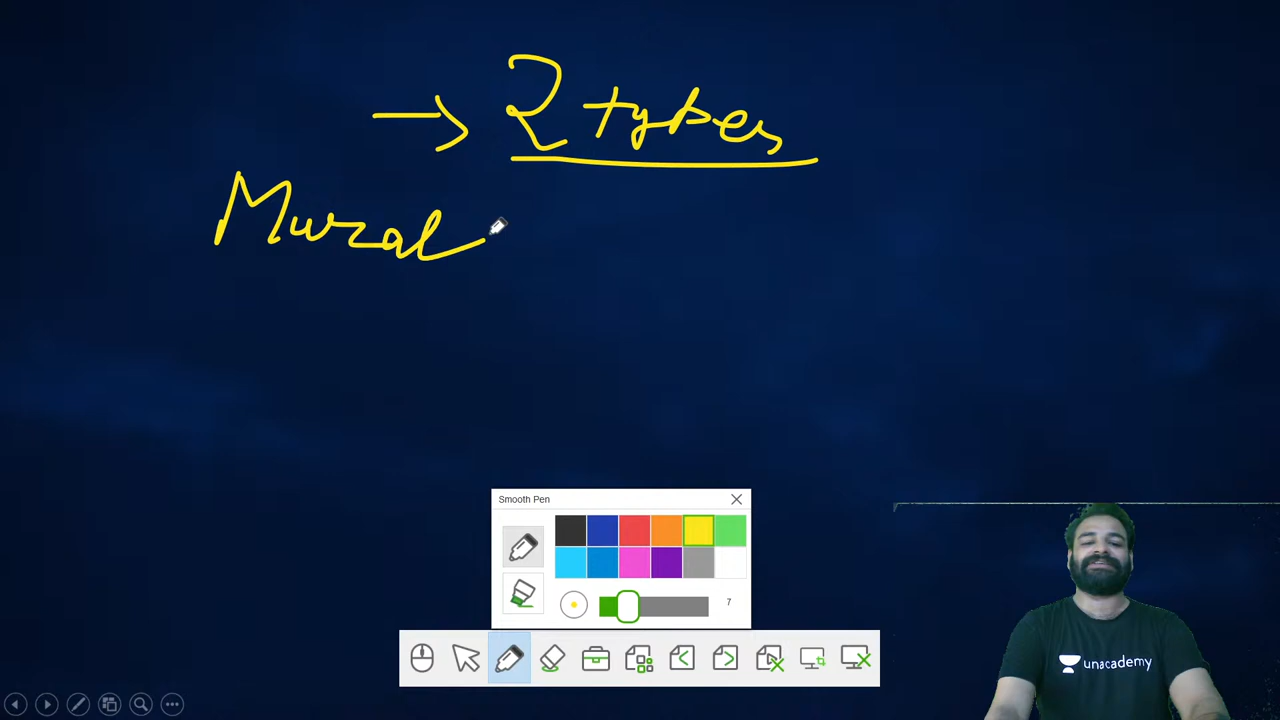 → 2 types
Mural
Smooth Pen
7
unacademy